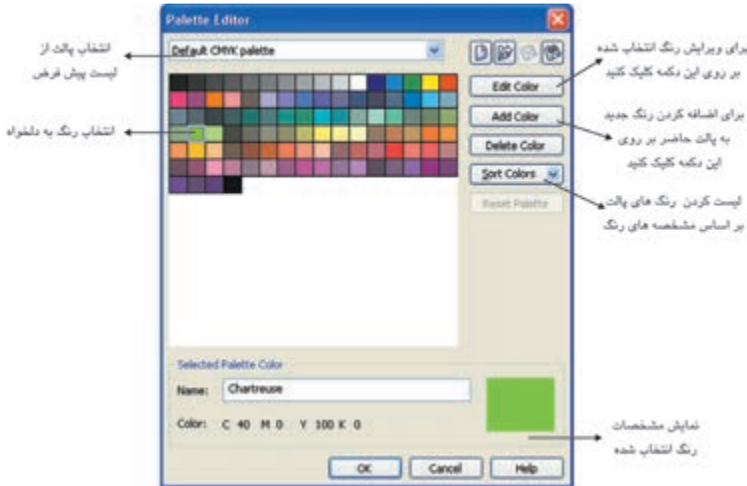 Palette Editor
Default CMYK palette
Edit Color
Add Color
Delete Color
Sort Colors
Reset Palette
Selected Palette Color
Name: Chartreuse
Color: C 40 M 0 Y 100 K 0
OK Cancel Help
انتخاب پالت از
لیست پیش فرض
انتخاب رنگ به دلخواه
برای ویرایش رنگ انتخاب شده
بر روی این دکمه کلیک کنید
برای اضافه کردن رنگ جدید
به پالت حاضر بر روی
این دکمه کلیک کنید
لیست کردن رنگ های پالت
بر اساس مشخصه های رنگ
نمایش مشخصات
رنگ انتخاب شده